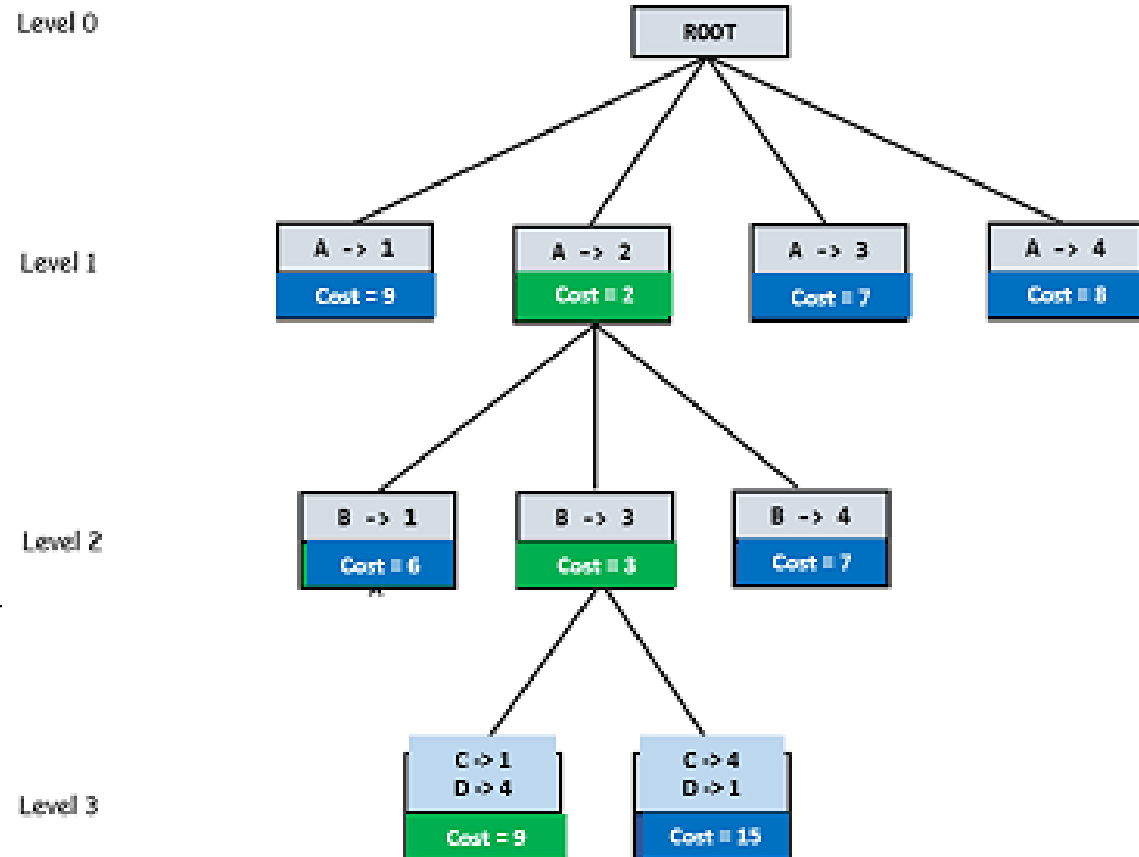 Level 0
ROOT
Level 1
A -> 1
Cost = 9
A -> 2
Cost = 2
A -> 3
Cost = 7
A -> 4
Cost = 8
Level 2
B -> 1
Cost = 6
B -> 3
Cost = 3
B -> 4
Cost = 7
Level 3
C -> 1
D -> 4
Cost = 9
C -> 4
D -> 1
Cost = 15